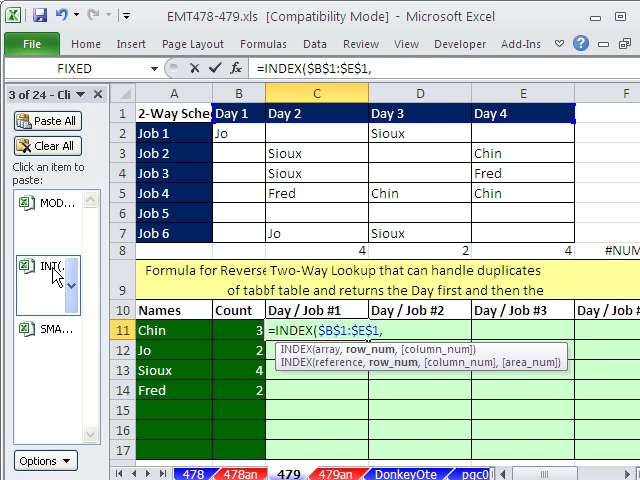 EMT478-479.xls [Compatibility Mode] - Microsoft Excel
File Home Insert Page Layout Formulas Data Review View Developer Add-Ins
FIXED fx =INDEX($B$1:$E$1,
3 of 24 - Cli
Paste All
Clear All
Click an item to
paste:
MOD...
INT(.
SMA...
Options
A B C D E F
1 2-Way Sche Day 1 Day 2 Day 3 Day 4
2 Job 1 Jo Sioux
3 Job 2 Sioux Chin
4 Job 3 Sioux Fred
5 Job 4 Fred Chin Chin
6 Job 5
7 Job 6 Jo Sioux
8 4 2 4 #NUM
9 Formula for Reverse Two-Way Lookup that can handle duplicates
of tabbf table and returns the Day first and then the
10 Names Count Day / Job #1 Day / Job #2 Day / Job #3 Day / Job #
11 Chin 3 =INDEX($B$1:$E$1,
12 Jo 2
13 Sioux 4
14 Fred 2
15
16
17
INDEX(array, row_num, [column_num])
INDEX(reference, row_num, [column_num], [area_num])
478 478an 479 479an DonkeyOte pgc0